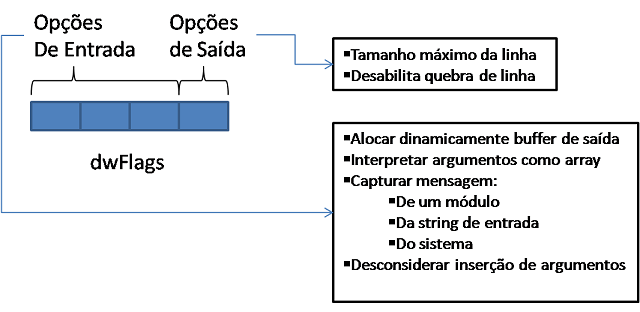 Opções
De Entrada
Opções
de Saída
dwFlags
▪Tamanho máximo da linha
▪Desabilita quebra de linha
▪Alocar dinamicamente buffer de saída
▪Interpretar argumentos como array
▪Capturar mensagem:
▪De um módulo
▪Da string de entrada
▪Do sistema
▪Desconsiderar inserção de argumentos